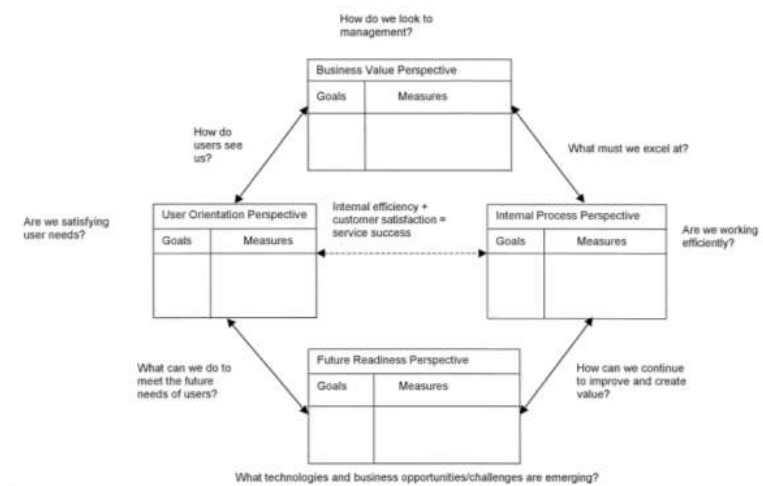 How do we look to
management?
Business Value Perspective
Goals
Measures
How do
users see
us?
What must we excel at?
Are we satisfying
user needs?
User Orientation Perspective
Goals
Measures
Internal efficiency +
customer satisfaction =
service success
Internal Process Perspective
Goals
Measures
Are we working
efficiently?
What can we do to
meet the future
needs of users?
Future Readiness Perspective
Goals
Measures
How can we continue
to improve and create
value?
What technologies and business opportunities/challenges are emerging?